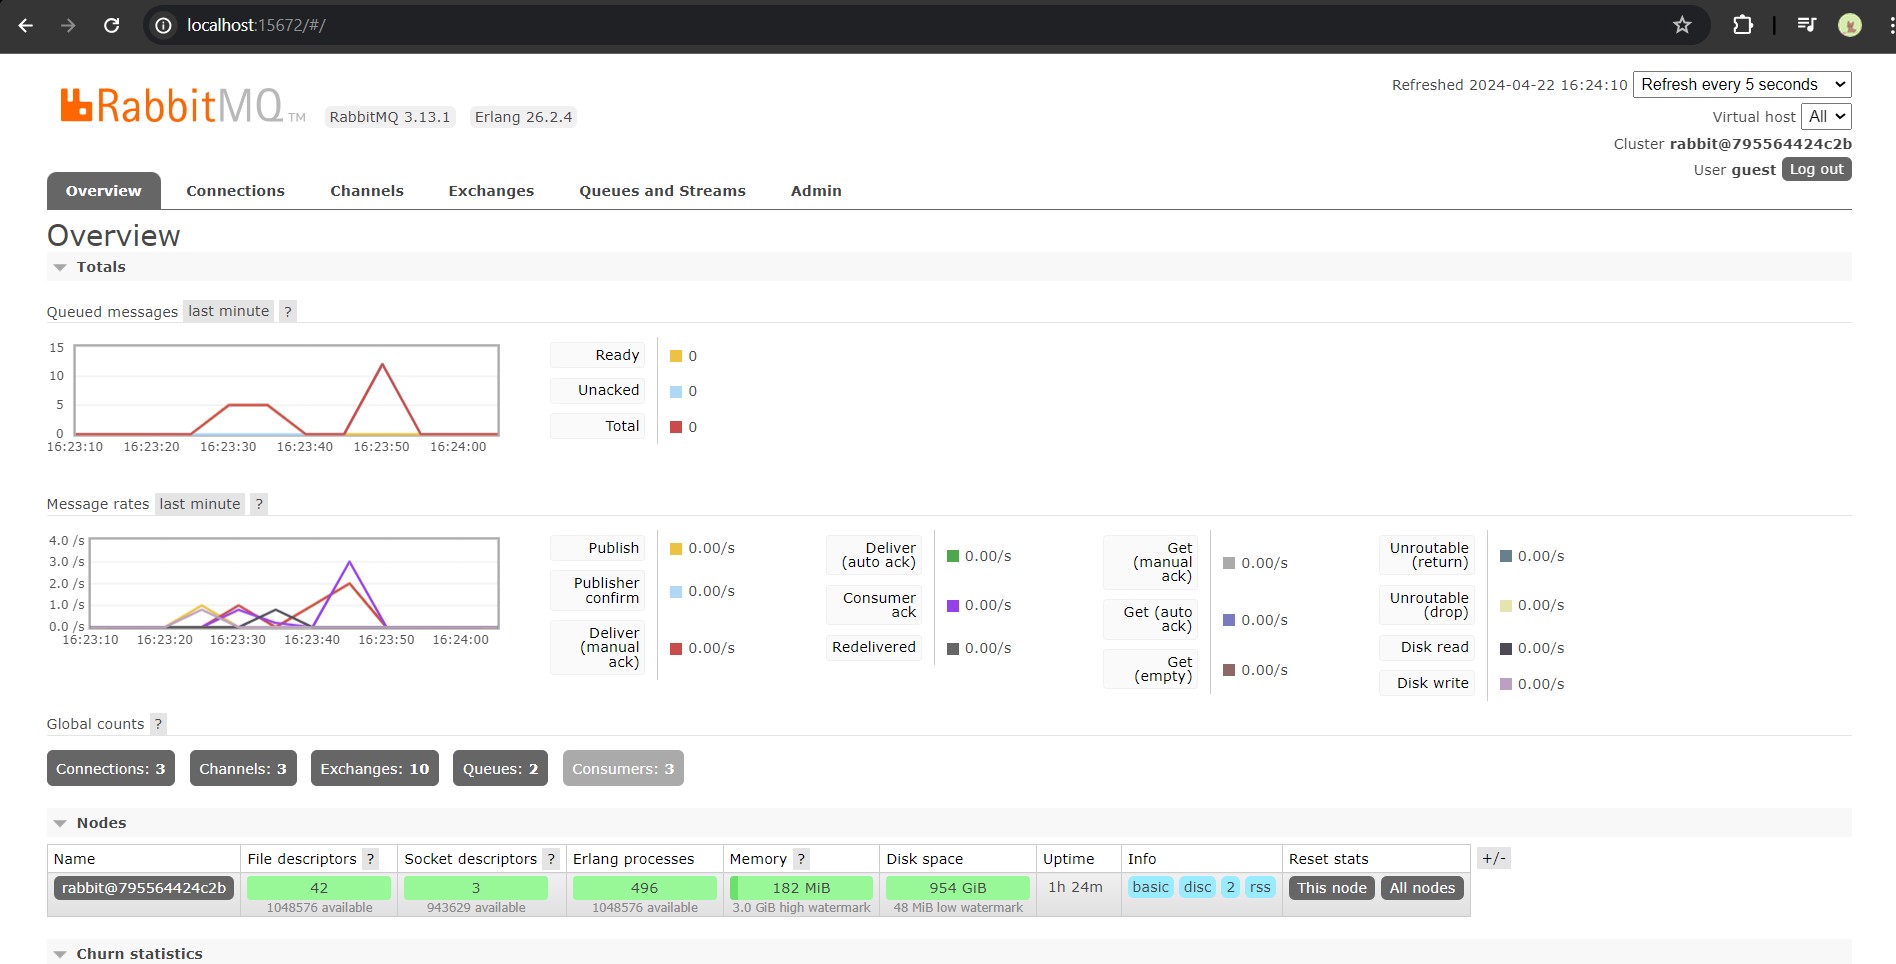 localhost:15672/#/
RabbitMQ TM RabbitMQ 3.13.1 Erlang 26.2.4
Refreshed 2024-04-22 16:24:10 Refresh every 5 seconds
Virtual host All
Cluster rabbit@795564424c2b
User guest Log out
Overview Connections Channels Exchanges Queues and Streams Admin
Overview
Totals
Queued messages last minute ?
15
10
5
0
16:23:10 16:23:20 16:23:30 16:23:40 16:23:50 16:24:00
Ready 0
Unacked 0
Total 0
Message rates last minute ?
4.0 /s
3.0 /s
2.0 /s
1.0 /s
0.0 /s
16:23:10 16:23:20 16:23:30 16:23:40 16:23:50 16:24:00
Publish 0.00/s
Publisher
confirm 0.00/s
Deliver
(manual
ack) 0.00/s
Deliver
(auto ack) 0.00/s
Consumer
ack 0.00/s
Redelivered 0.00/s
Get
(manual
ack) 0.00/s
Get (auto
ack) 0.00/s
Get
(empty) 0.00/s
Unroutable
(return) 0.00/s
Unroutable
(drop) 0.00/s
Disk read 0.00/s
Disk write 0.00/s
Global counts ?
Connections: 3 Channels: 3 Exchanges: 10 Queues: 2 Consumers: 3
Nodes
Name File descriptors ? Socket descriptors ? Erlang processes Memory ? Disk space Uptime Info Reset stats +/-
rabbit@795564424c2b 42 3 496 182 MiB 954 GiB 1h 24m basic disc 2 rss This node All nodes
1048576 available 943629 available 1048576 available 3.0 GiB high watermark 48 MiB low watermark
Churn statistics